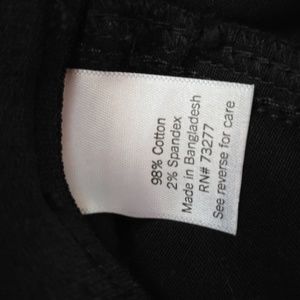 98% Cotton
2% Spandex
Made in Bangladesh
RN# 73277
See reverse for care